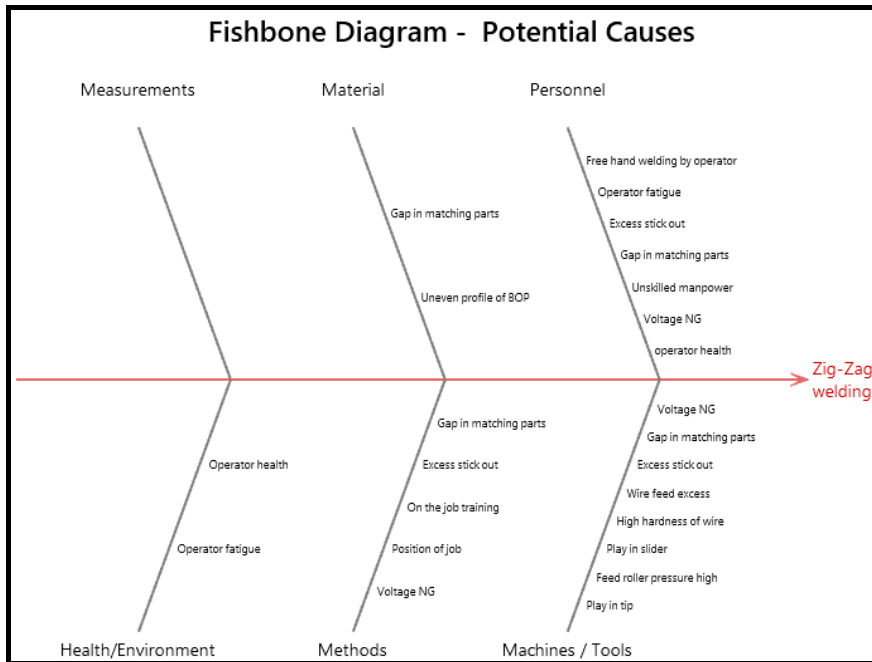 Fishbone Diagram -  Potential Causes
Measurements
Material
Personnel
Free hand welding by operator
Operator fatigue
Excess stick out
Gap in matching parts
Unskilled manpower
Voltage NG
operator health
Gap in matching parts
Uneven profile of BOP
Zig-Zag
welding
Operator health
Operator fatigue
Gap in matching parts
Excess stick out
On the job training
Position of job
Voltage NG
Voltage NG
Gap in matching parts
Excess stick out
Wire feed excess
High hardness of wire
Play in slider
Feed roller pressure high
Play in tip
Health/Environment
Methods
Machines / Tools